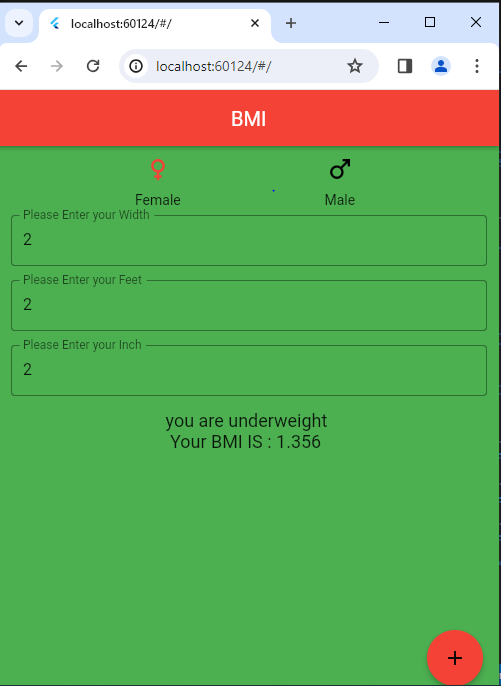 localhost:60124/#/
localhost:60124/#/
BMI
Female
Male
Please Enter your Width
2
Please Enter your Feet
2
Please Enter your Inch
2
you are underweight
Your BMI IS : 1.356